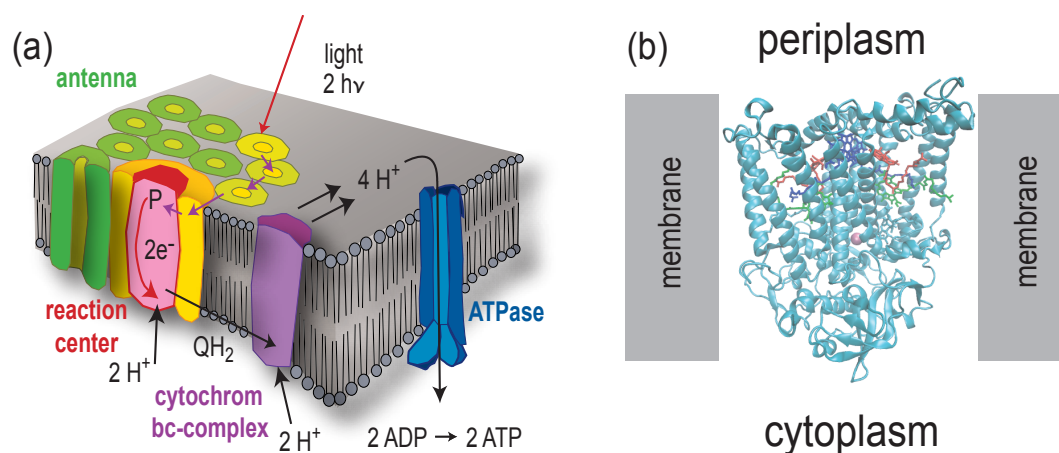 (a)
light
2 hν
antenna
4 H⁺
P
2e⁻
ATPase
reaction
center
QH₂
2 H⁺
cytochrom
bc-complex
2 H⁺
2 ADP → 2 ATP
(b)
periplasm
membrane
membrane
cytoplasm